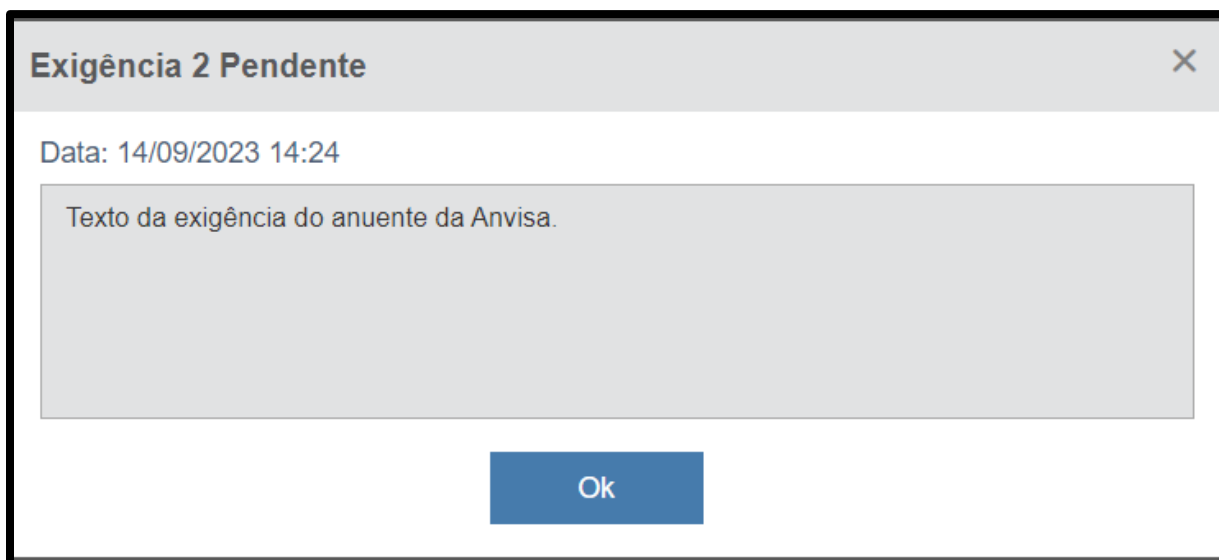 Exigência 2 Pendente
Data: 14/09/2023 14:24
Texto da exigência do anuente da Anvisa.
Ok